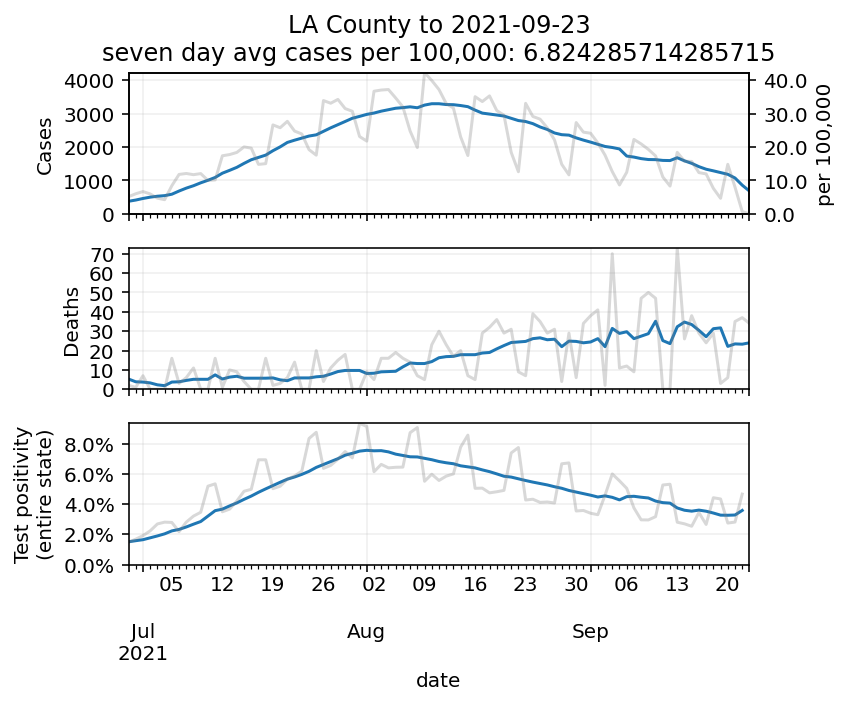 LA County to 2021-09-23
seven day avg cases per 100,000: 6.824285714285715
4000
3000
2000
1000
0
Cases
40.0
30.0
20.0
10.0
0.0
per 100,000
70
60
50
40
30
20
10
0
Deaths
8.0%
6.0%
4.0%
2.0%
0.0%
Test positivity
(entire state)
05 12 19 26 02 09 16 23 30 06 13 20
Jul Aug Sep
2021
date